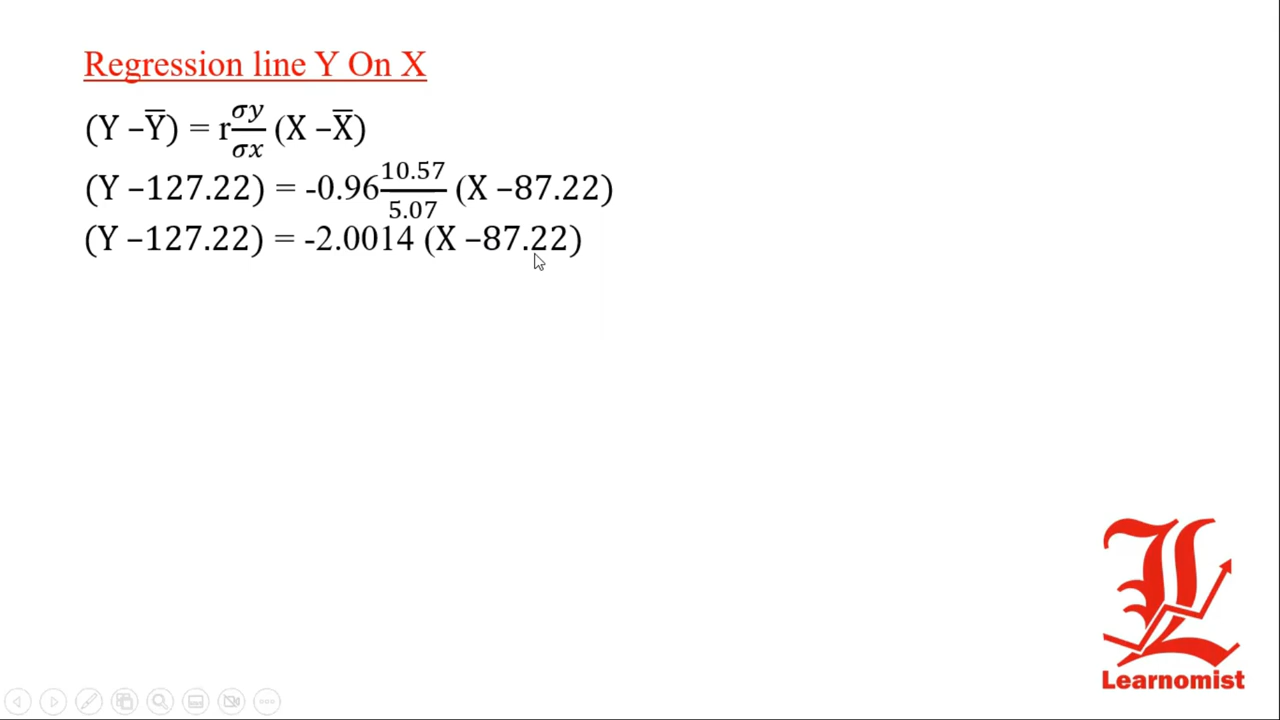 Regression line Y On X
(Y –Y̅) = r σy/σx (X –X̅)
(Y –127.22) = -0.96 10.57/5.07 (X –87.22)
(Y –127.22) = -2.0014 (X –87.22)
L
Learnomist